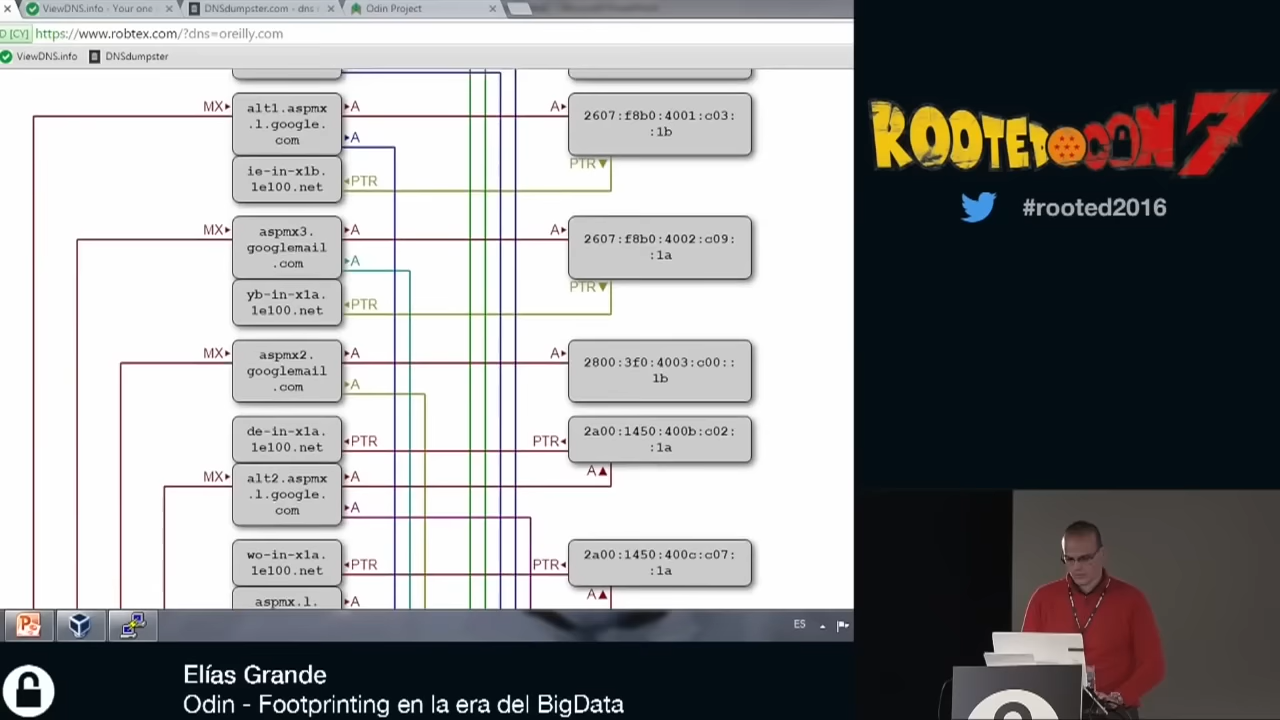 ViewDNS.info - Your one
DNSdumpster.com - dns
Odin Project
[CY] https://www.robtex.com/?dns=oreilly.com
ViewDNS.info
DNSdumpster
MX
alt1.aspmx
.l.google.
com
A
A
A
2607:f8b0:4001:c03:
:1b
PTR
ie-in-x1b.
1e100.net
PTR
MX
aspmx3.
googlemail
.com
A
A
A
2607:f8b0:4002:c09:
:1a
PTR
yb-in-x1a.
1e100.net
PTR
MX
aspmx2.
googlemail
.com
A
A
A
2800:3f0:4003:c00::
1b
de-in-x1a.
1e100.net
PTR
PTR
2a00:1450:400b:c02:
:1a
A
MX
alt2.aspmx
.l.google.
com
A
A
wo-in-x1a.
1e100.net
PTR
PTR
2a00:1450:400c:c07:
:1a
A
aspmx.l.
A
ES
ROOTEDCON 7
#rooted2016
Elías Grande
Odin - Footprinting en la era del BigData